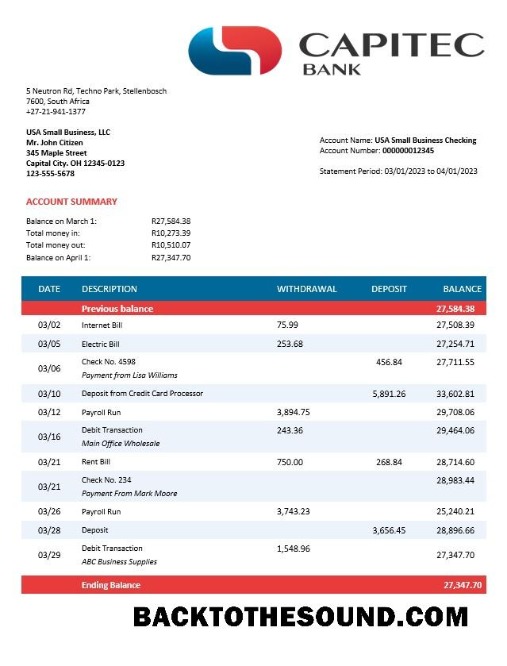 CAPITEC
BANK
5 Neutron Rd, Techno Park, Stellenbosch
7600, South Africa
+27-21-941-1377
USA Small Business, LLC
Mr. John Citizen
345 Maple Street
Capital City. OH 12345-0123
123-555-5678
Account Name: USA Small Business Checking
Account Number: 000000012345
Statement Period: 03/01/2023 to 04/01/2023
ACCOUNT SUMMARY
Balance on March 1: R27,584.38
Total money in: R10,273.39
Total money out: R10,510.07
Balance on April 1: R27,347.70
DATE DESCRIPTION WITHDRAWAL DEPOSIT BALANCE
Previous balance 27,584.38
03/02 Internet Bill 75.99 27,508.39
03/05 Electric Bill 253.68 27,254.71
03/06 Check No. 4598 456.84 27,711.55
Payment from Lisa Williams
03/10 Deposit from Credit Card Processor 5,891.26 33,602.81
03/12 Payroll Run 3,894.75 29,708.06
03/16 Debit Transaction 243.36 29,464.06
Main Office Wholesale
03/21 Rent Bill 750.00 268.84 28,714.60
03/21 Check No. 234 28,983.44
Payment From Mark Moore
03/26 Payroll Run 3,743.23 25,240.21
03/28 Deposit 3,656.45 28,896.66
03/29 Debit Transaction 1,548.96 27,347.70
ABC Business Supplies
Ending Balance 27,347.70
BACKTOTHESOUND.COM